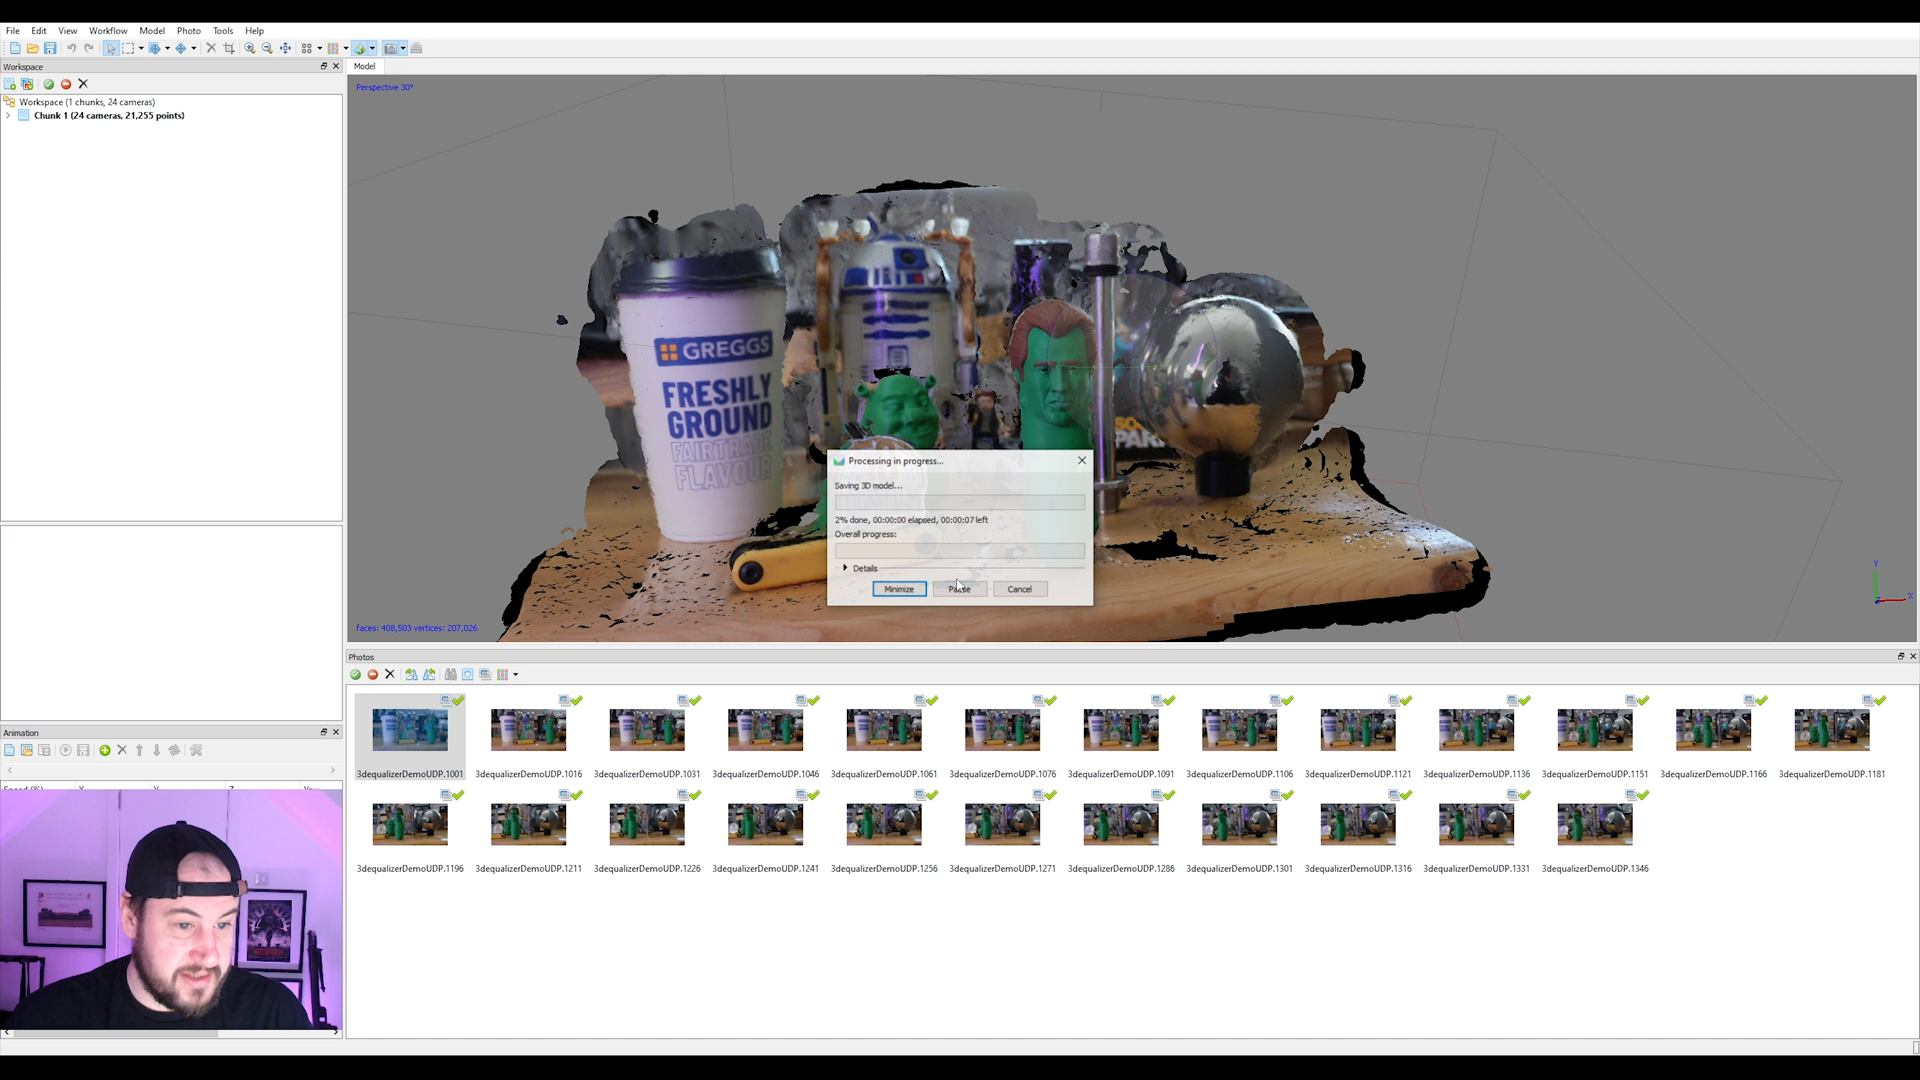 File Edit View Workflow Model Photo Tools Help
Workspace
Model
Workspace (1 chunks, 24 cameras)
Chunk 1 (24 cameras, 21,255 points)
Perspective 30°
GREGGS
FRESHLY
GROUND
FAIRTRADE
FLAVOUR
Processing in progress...
Saving 3D model...
2% done, 00:00:00 elapsed, 00:00:07 left
Overall progress:
Details
Minimize Pause Cancel
Y
X
faces: 408,503 vertices: 207,026
Photos
3dequalizerDemoUDP.1001 3dequalizerDemoUDP.1016 3dequalizerDemoUDP.1031 3dequalizerDemoUDP.1046 3dequalizerDemoUDP.1061 3dequalizerDemoUDP.1076 3dequalizerDemoUDP.1091 3dequalizerDemoUDP.1106 3dequalizerDemoUDP.1121 3dequalizerDemoUDP.1136 3dequalizerDemoUDP.1151 3dequalizerDemoUDP.1166 3dequalizerDemoUDP.1181
3dequalizerDemoUDP.1196 3dequalizerDemoUDP.1211 3dequalizerDemoUDP.1226 3dequalizerDemoUDP.1241 3dequalizerDemoUDP.1256 3dequalizerDemoUDP.1271 3dequalizerDemoUDP.1286 3dequalizerDemoUDP.1301 3dequalizerDemoUDP.1316 3dequalizerDemoUDP.1331 3dequalizerDemoUDP.1346
Animation